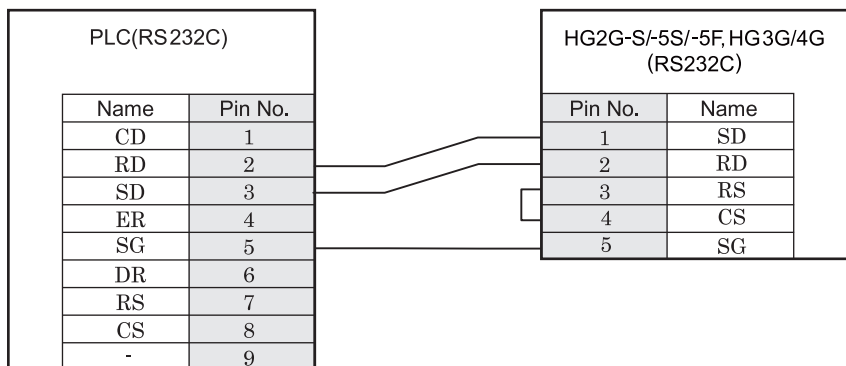 PLC(RS232C)
Name Pin No.
CD 1
RD 2
SD 3
ER 4
SG 5
DR 6
RS 7
CS 8
- 9
HG2G-S/-5S/-5F, HG3G/4G
(RS232C)
Pin No. Name
1 SD
2 RD
3 RS
4 CS
5 SG